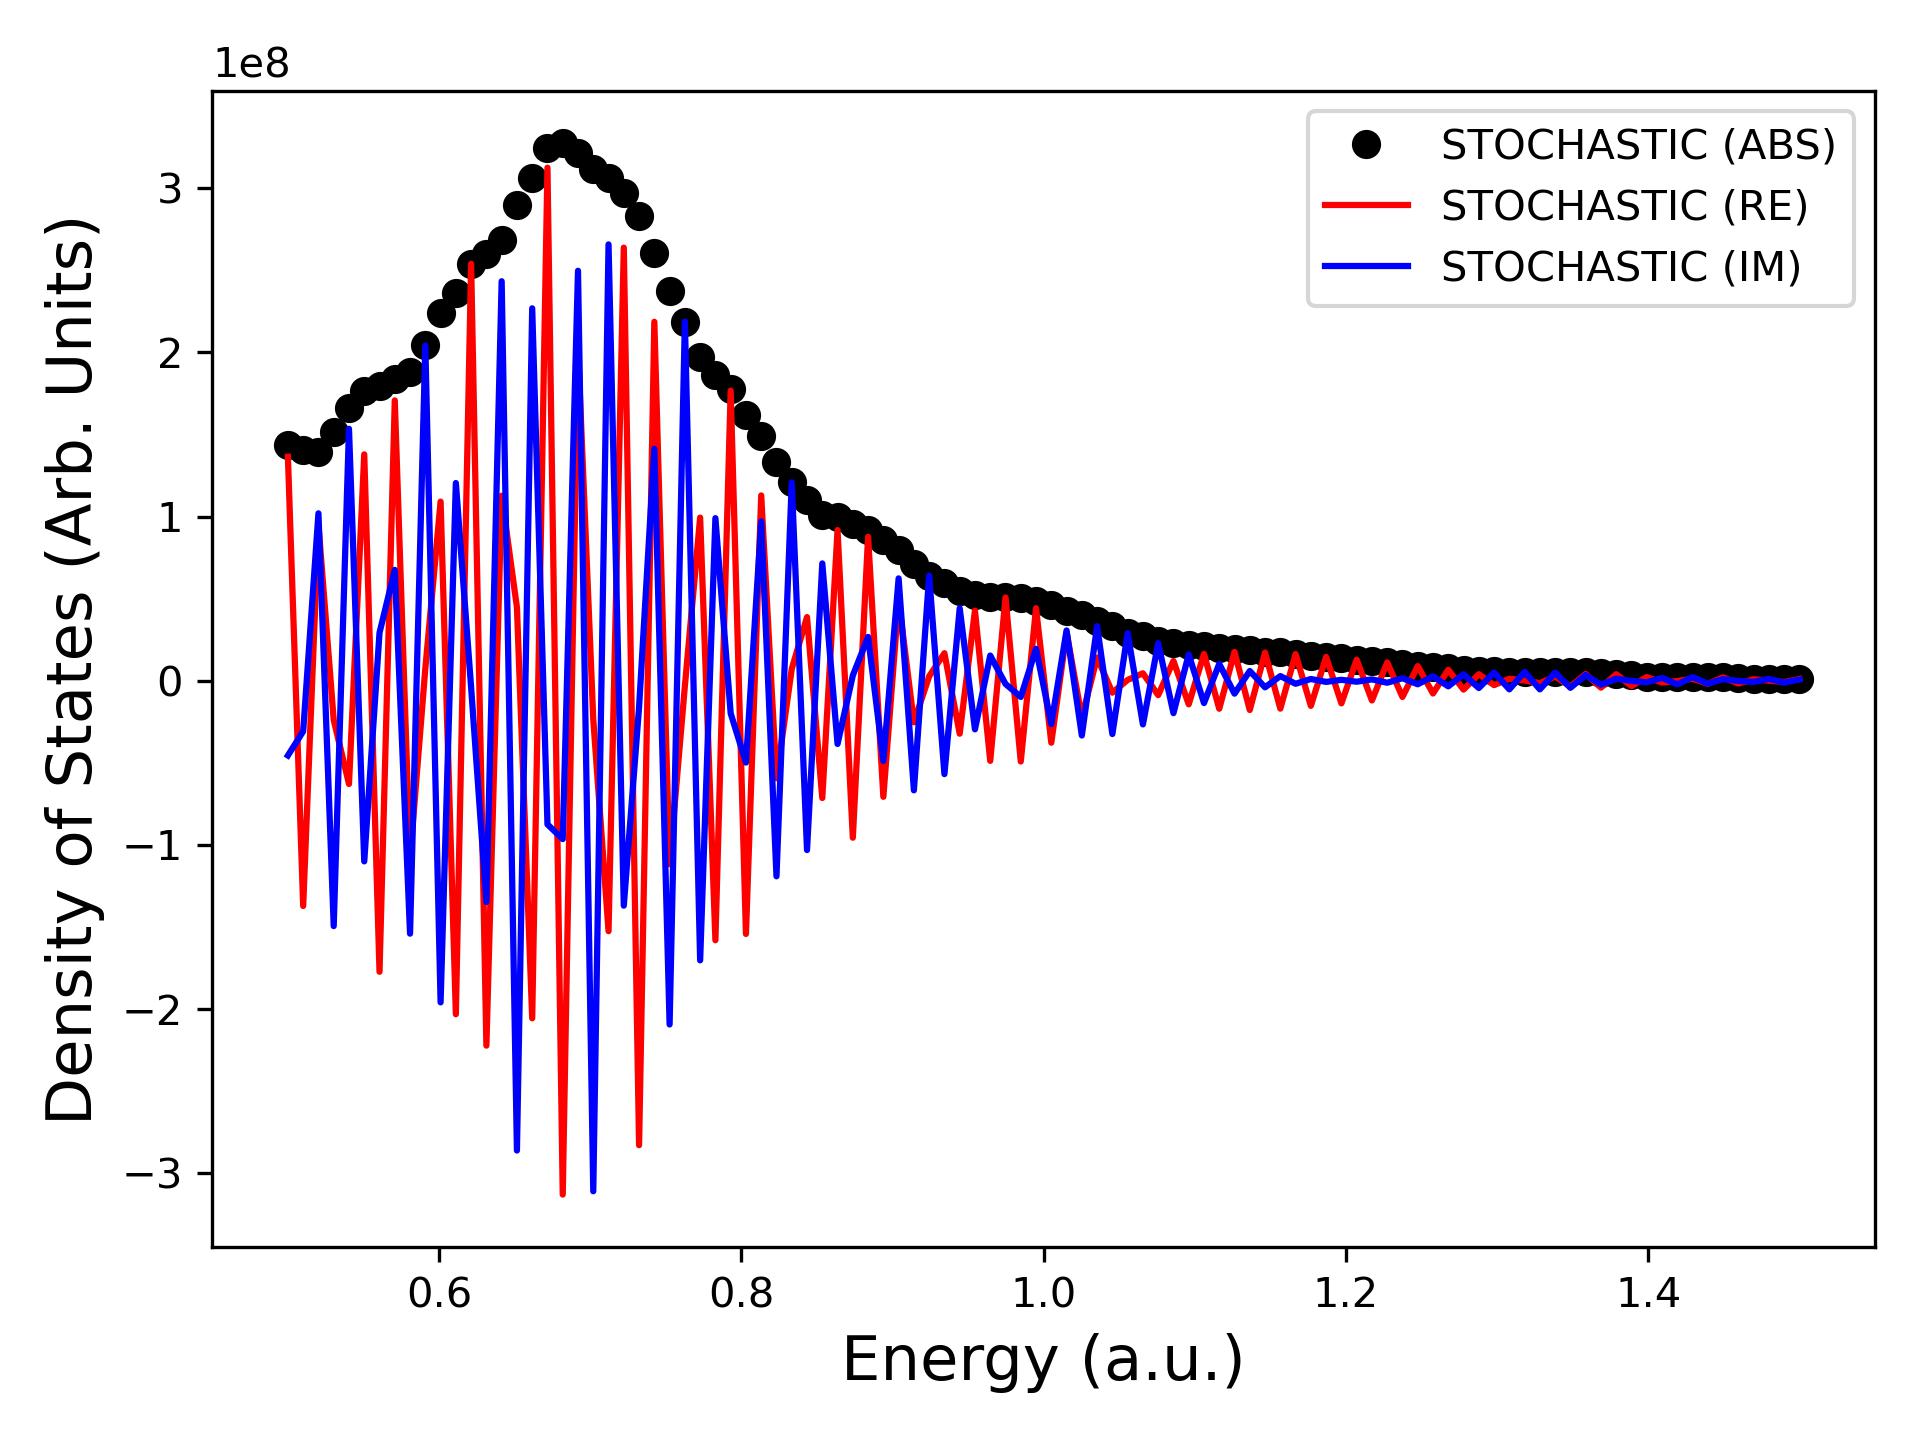 1e8
STOCHASTIC (ABS)
STOCHASTIC (RE)
STOCHASTIC (IM)
Density of States (Arb. Units)
3
2
1
0
−1
−2
−3
0.6 0.8 1.0 1.2 1.4
Energy (a.u.)